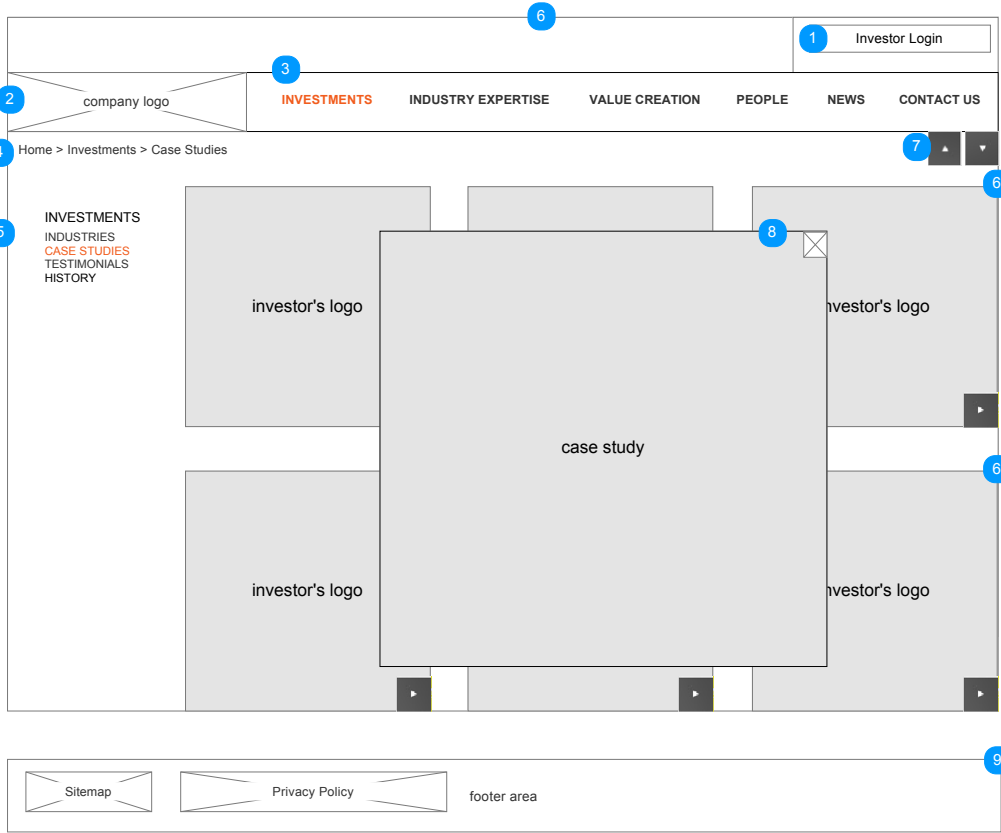 6
1
Investor Login
3
2
company logo
INVESTMENTS
INDUSTRY EXPERTISE
VALUE CREATION
PEOPLE
NEWS
CONTACT US
4
Home > Investments > Case Studies
7
6
5
INVESTMENTS
INDUSTRIES
CASE STUDIES
TESTIMONIALS
HISTORY
8
investor's logo
nvestor's logo
case study
6
investor's logo
nvestor's logo
9
Sitemap
Privacy Policy
footer area